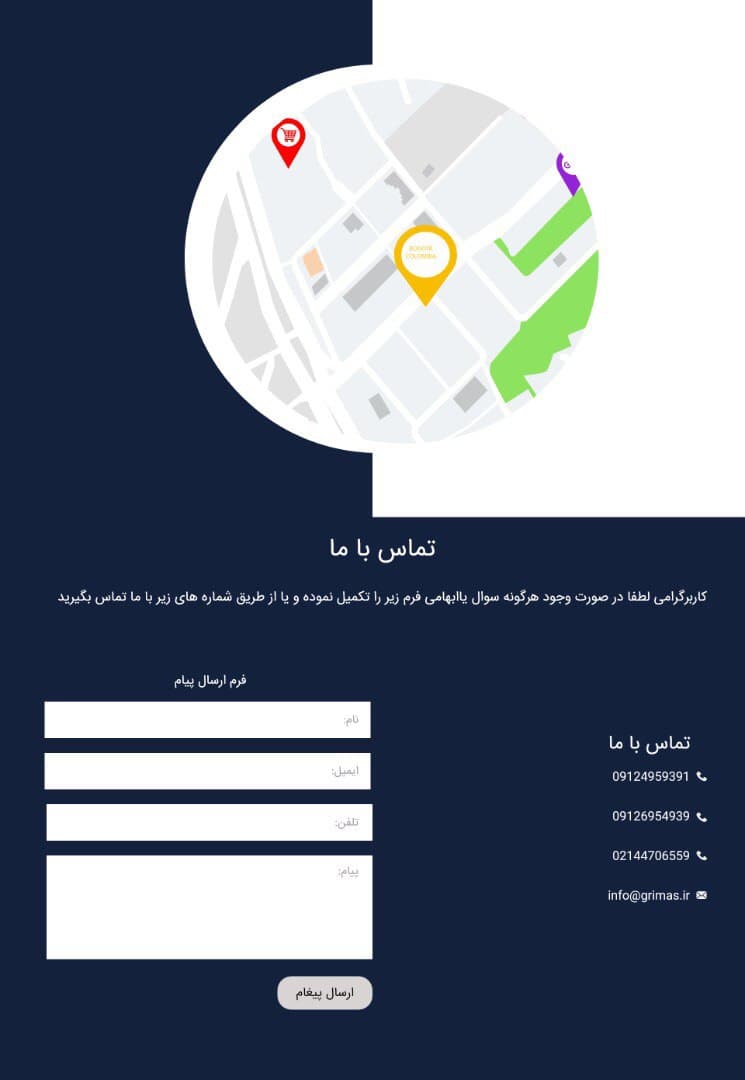 BOGOTA
COLOMBIA
تماس با ما
کاربرگرامی لطفا در صورت وجود هرگونه سوال یاابهامی فرم زیر را تکمیل نموده و یا از طریق شماره های زیر با ما تماس بگیرید
تماس با ما
09124959391
09126954939
02144706559
info@grimas.ir
فرم ارسال پیام
نام:
ایمیل:
تلفن:
پیام:
ارسال پیغام